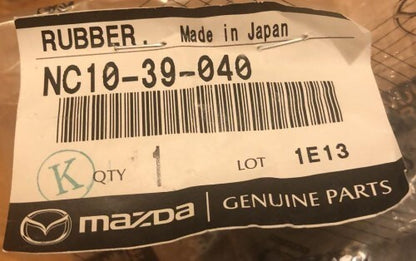 RUBBER. Made in Japan
NC10-39-040
K QTY 1 LOT 1E13
mazda GENUINE PARTS